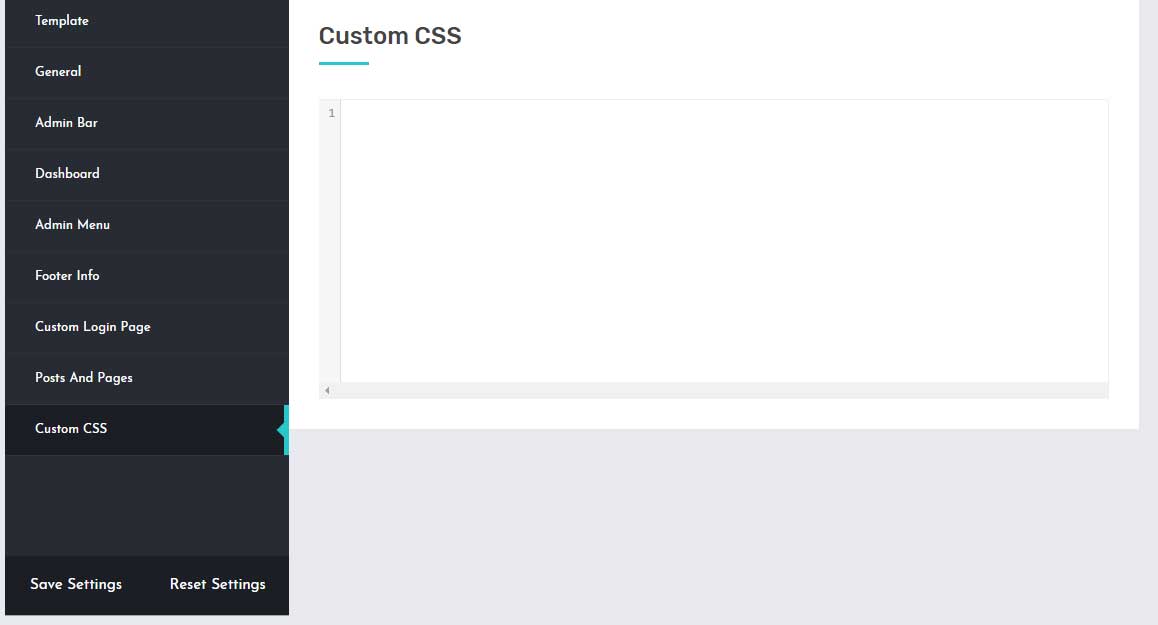 Template
General
Admin Bar
Dashboard
Admin Menu
Footer Info
Custom Login Page
Posts And Pages
Custom CSS
Save Settings
Reset Settings
Custom CSS
1